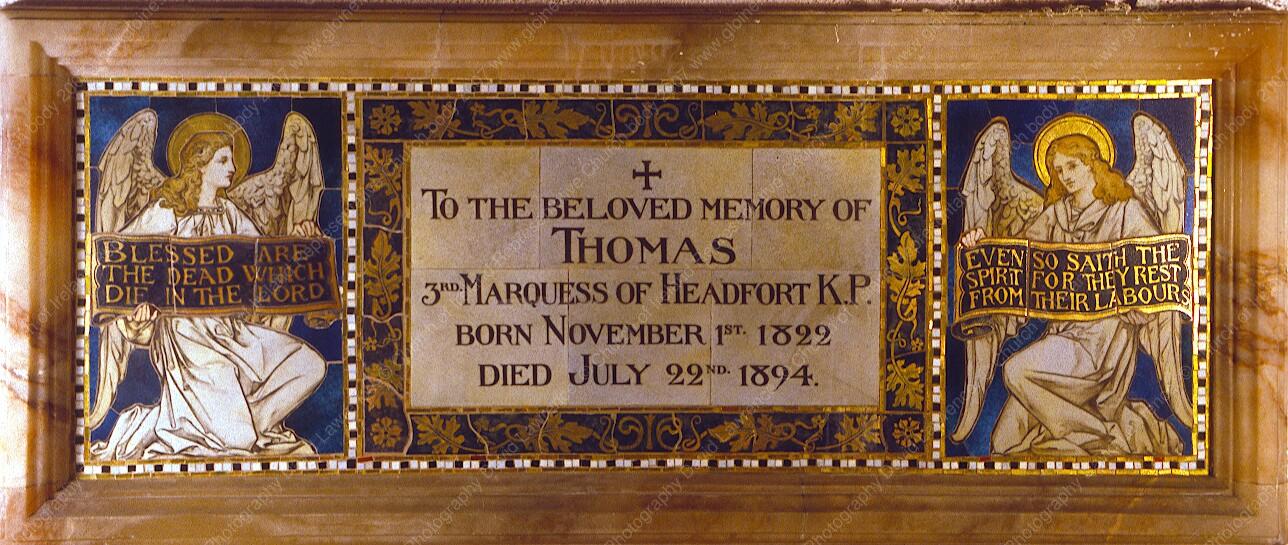 BLESSED ARE
THE DEAD WHICH
DIE IN THE LORD
✝
TO THE BELOVED MEMORY OF
THOMAS
3RD. MARQUESS OF HEADFORT K.P.
BORN NOVEMBER 1ST. 1822
DIED JULY 22ND. 1894.
EVEN SO SAITH THE
SPIRIT FOR THEY REST
FROM THEIR LABOURS